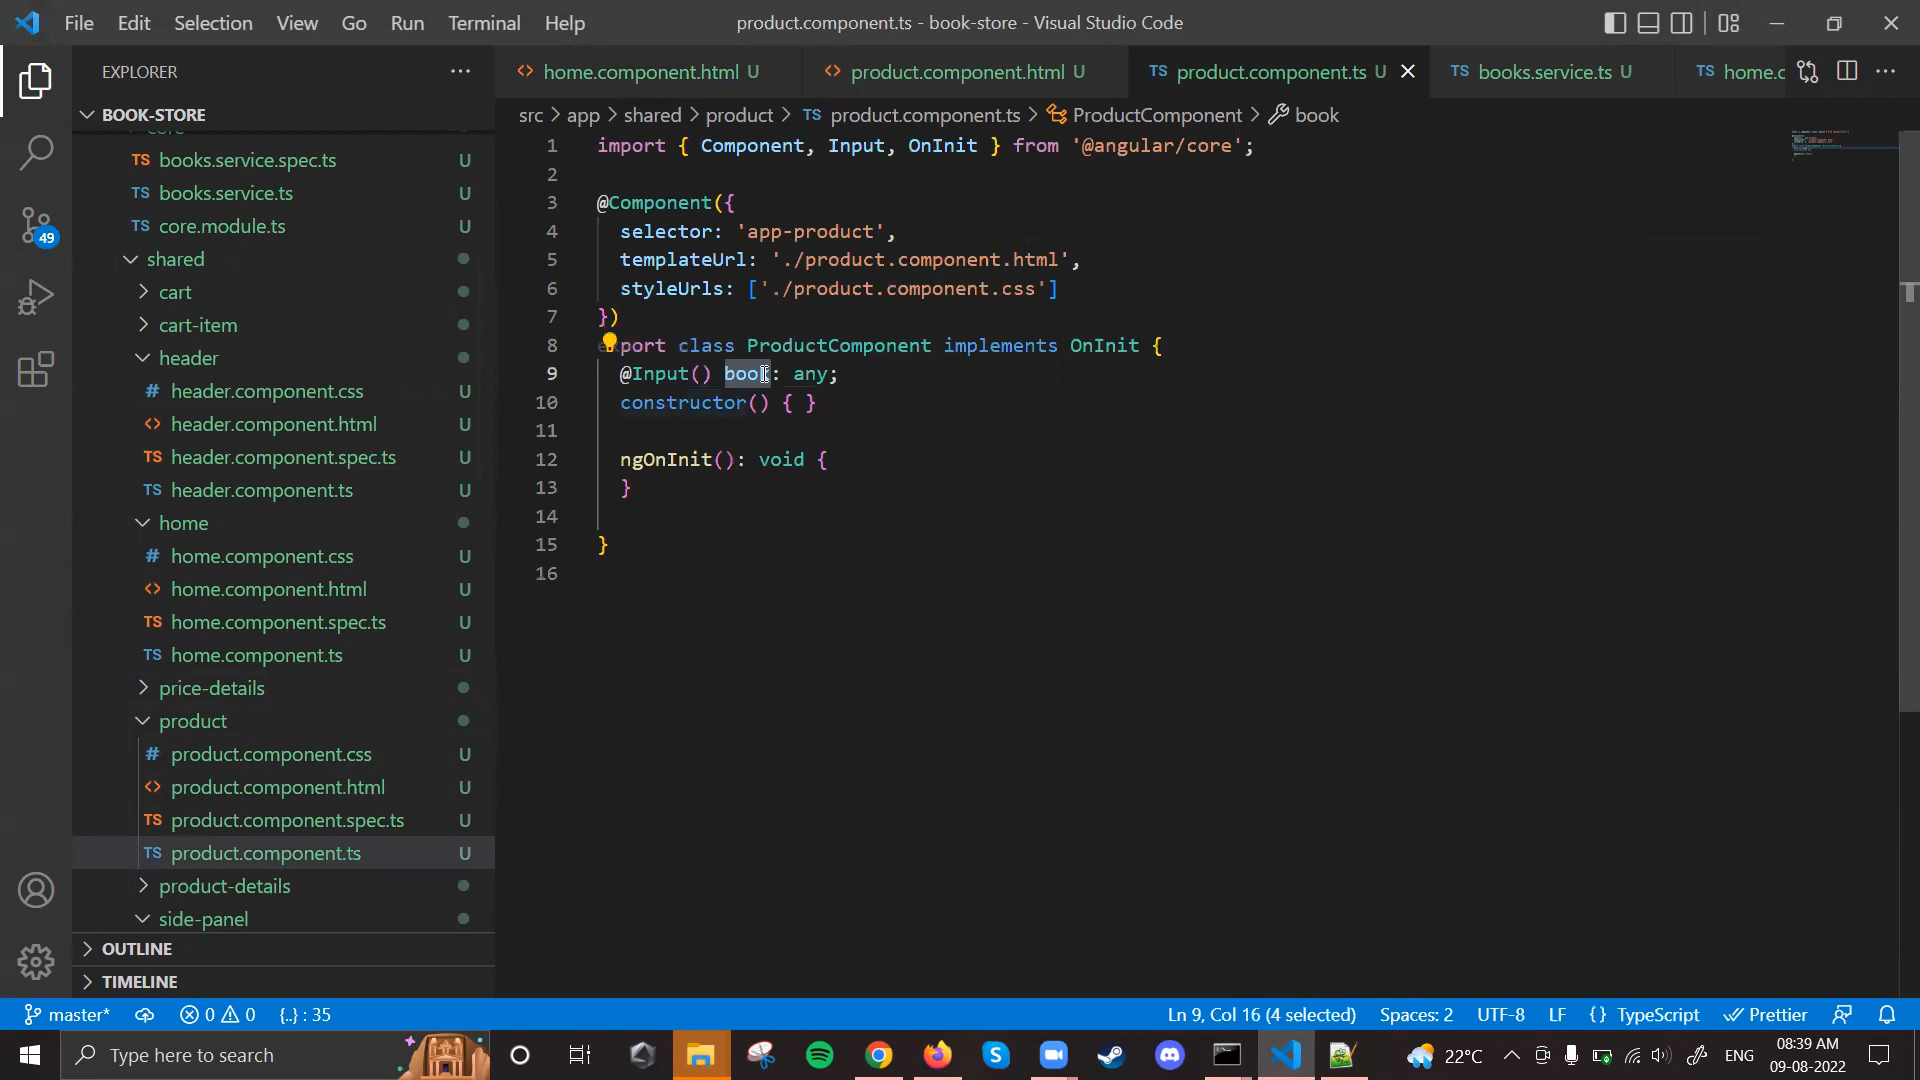 File Edit Selection View Go Run Terminal Help product.component.ts - book-store - Visual Studio Code
EXPLORER
BOOK-STORE
core
books.service.spec.ts U
books.service.ts U
core.module.ts U
shared
cart
cart-item
header
header.component.css U
header.component.html U
header.component.spec.ts U
header.component.ts U
home
home.component.css U
home.component.html U
home.component.spec.ts U
home.component.ts U
price-details
product
product.component.css U
product.component.html U
product.component.spec.ts U
product.component.ts U
product-details
side-panel
OUTLINE
TIMELINE
49
home.component.html U product.component.html U TS product.component.ts U TS books.service.ts U TS home.c
src > app > shared > product > TS product.component.ts > ProductComponent > book
1 import { Component, Input, OnInit } from '@angular/core';
2
3 @Component({
4 selector: 'app-product',
5 templateUrl: './product.component.html',
6 styleUrls: ['./product.component.css']
7 })
8 export class ProductComponent implements OnInit {
9 @Input() book: any;
10 constructor() { }
11
12 ngOnInit(): void {
13 }
14
15 }
16
master* 0 0 {..} : 35 Ln 9, Col 16 (4 selected) Spaces: 2 UTF-8 LF {} TypeScript Prettier
Type here to search 22°C ENG 08:39 AM
09-08-2022